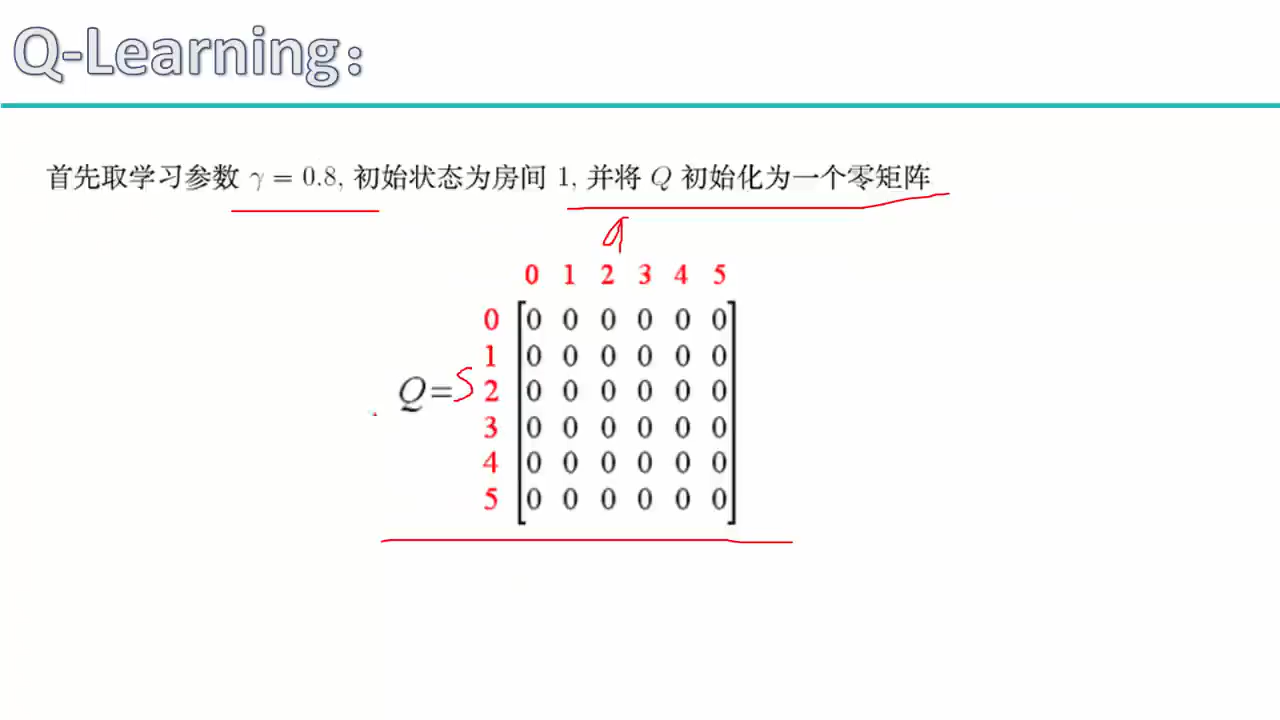 Q-Learning:
首先取学习参数 γ = 0.8, 初始状态为房间 1, 并将 Q 初始化为一个零矩阵
a
0 1 2 3 4 5
0 0 0 0 0 0 0
1 0 0 0 0 0 0
Q= S 2 0 0 0 0 0 0
3 0 0 0 0 0 0
4 0 0 0 0 0 0
5 0 0 0 0 0 0